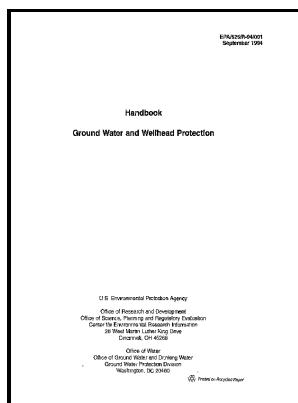 EPA/625/R-94/001
September 1994
Handbook
Ground Water and Wellhead Protection
U.S. Environmental Protection Agency
Office of Research and Development
Office of Science, Planning and Regulatory Evaluation
Center for Environmental Research Information
26 West Martin Luther King Drive
Cincinnati, OH 45268
Office of Water
Office of Ground Water and Drinking Water
Ground Water Protection Division
Washington, DC 20460
Printed on Recycled Paper